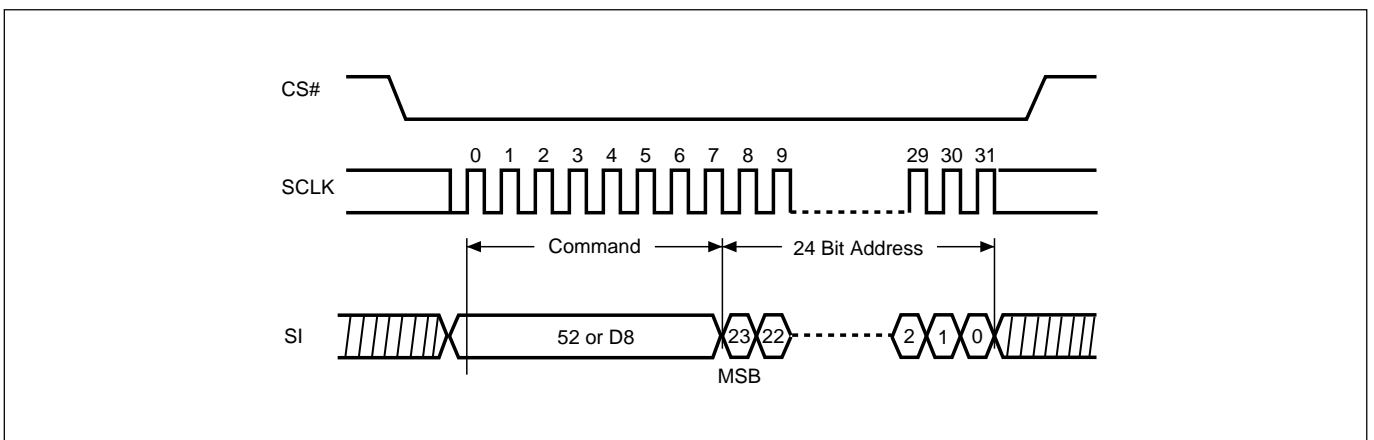 CS#
0 1 2 3 4 5 6 7 8 9 29 30 31
SCLK
Command 24 Bit Address
SI 52 or D8 23 22 2 1 0
MSB